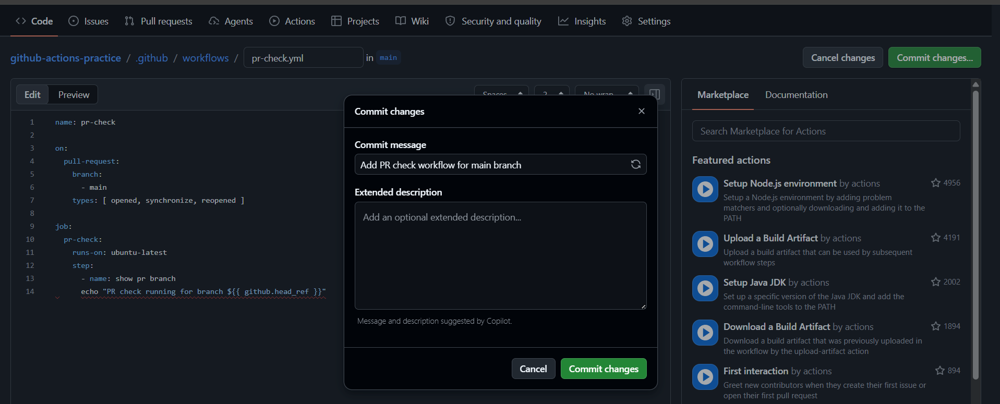 Code Issues Pull requests Agents Actions Projects Wiki Security and quality Insights Settings
github-actions-practice / .github / workflows / pr-check.yml in main
Cancel changes Commit changes...
Edit Preview
Spaces 2 No wrap
1 name: pr-check
2
3 on:
4 pull-request:
5 branch:
6 - main
7 types: [ opened, synchronize, reopened ]
8
9 job:
10 pr-check:
11 runs-on: ubuntu-latest
12 step:
13 - name: show pr branch
14 echo "PR check running for branch ${{ github.head_ref }}"
Commit changes
Commit message
Add PR check workflow for main branch
Extended description
Add an optional extended description...
Message and description suggested by Copilot.
Cancel Commit changes
Marketplace Documentation
Search Marketplace for Actions
Featured actions
Setup Node.js environment by actions 4956
Setup a Node.js environment by adding problem
matchers and optionally downloading and adding it to the
PATH
Upload a Build Artifact by actions 4191
Upload a build artifact that can be used by subsequent
workflow steps
Setup Java JDK by actions 2002
Set up a specific version of the Java JDK and add the
command-line tools to the PATH
Download a Build Artifact by actions 1894
Download a build artifact that was previously uploaded in
the workflow by the upload-artifact action
First interaction by actions 894
Greet new contributors when they create their first issue or
open their first pull request